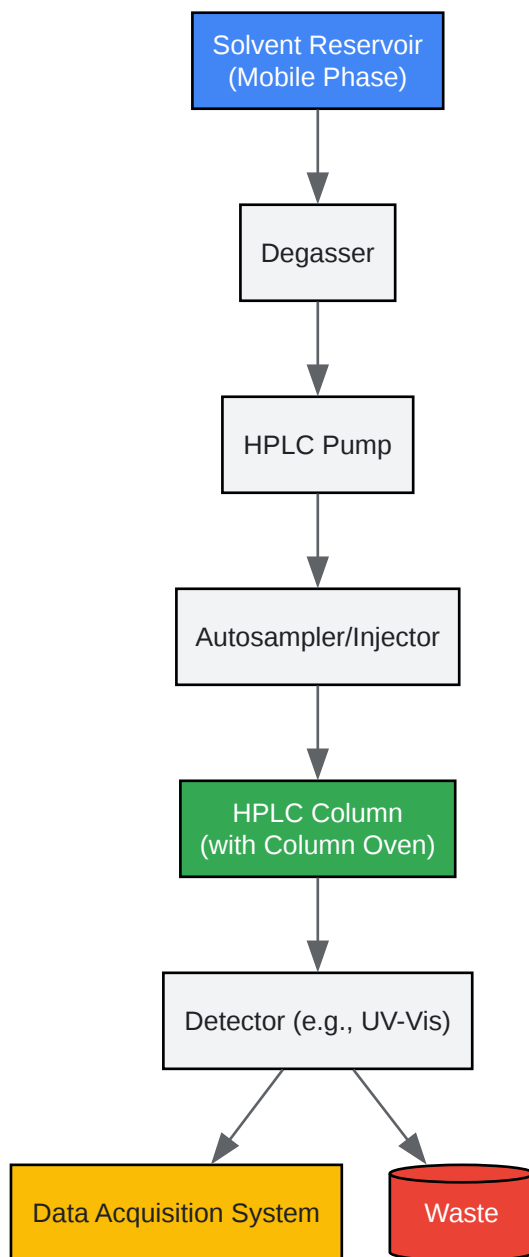 Solvent Reservoir
(Mobile Phase)
Degasser
HPLC Pump
Autosampler/Injector
HPLC Column
(with Column Oven)
Detector (e.g., UV-Vis)
Data Acquisition System
Waste